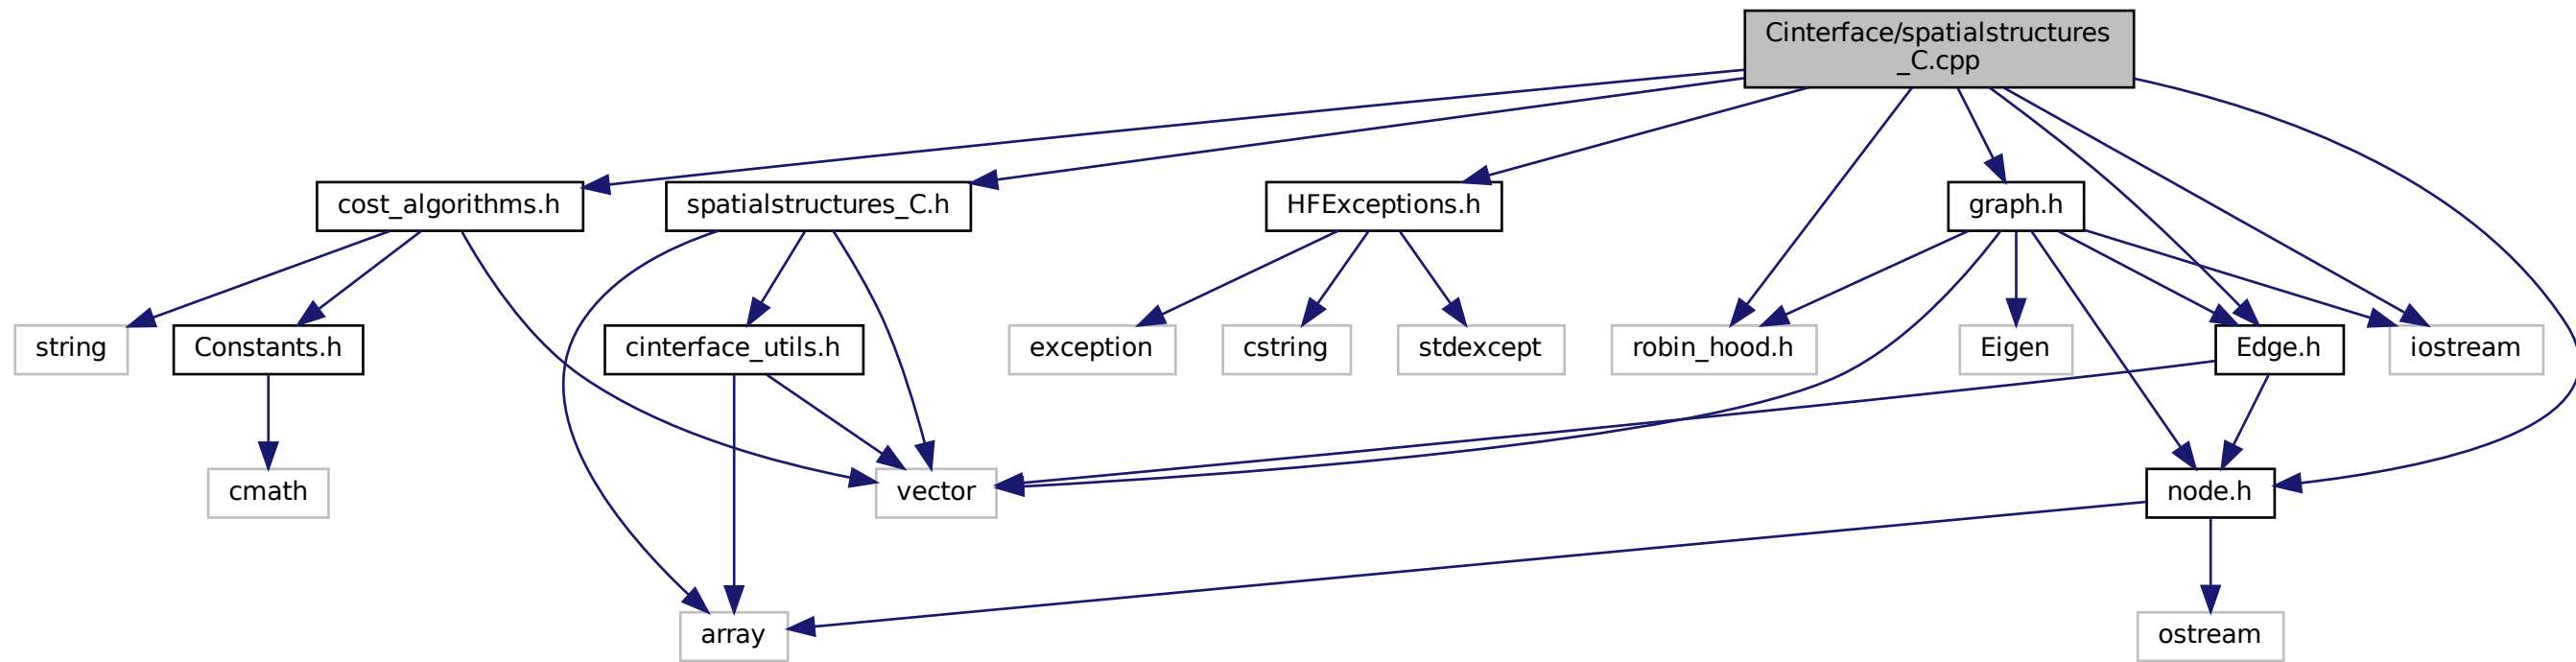 Cinterface/spatialstructures
_C.cpp
cost_algorithms.h
spatialstructures_C.h
HFExceptions.h
graph.h
string
Constants.h
cinterface_utils.h
exception
cstring
stdexcept
robin_hood.h
Eigen
Edge.h
iostream
cmath
vector
node.h
array
ostream